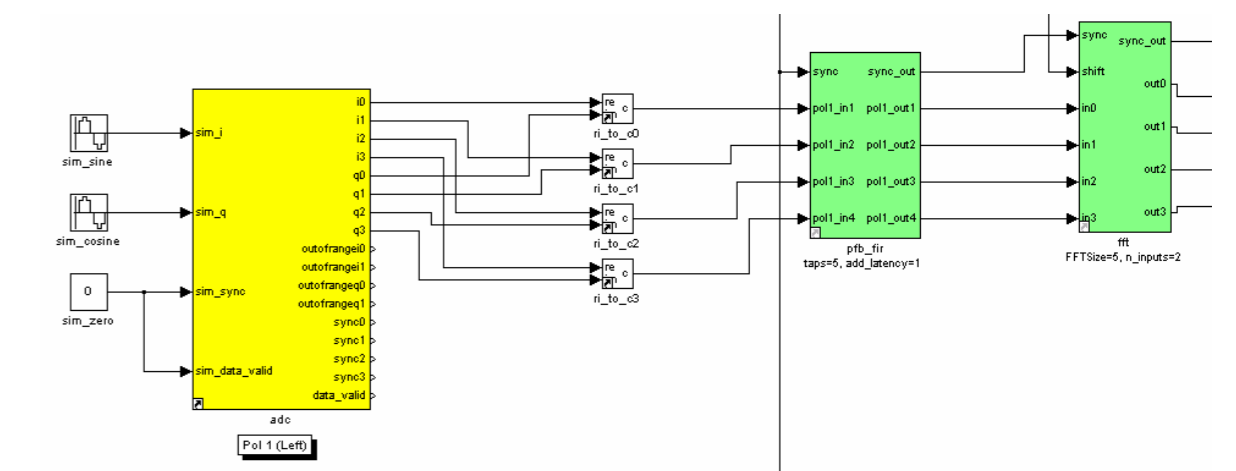 sim_sine
sim_cosine
0
sim_zero
sim_i
sim_q
sim_sync
sim_data_valid
i0
i1
i2
i3
q0
q1
q2
q3
outofrangei0
outofrangei1
outofrangeq0
outofrangeq1
sync0
sync1
sync2
sync3
data_valid
adc
Pol 1 (Left)
re
c
ri_to_c0
re
c
ri_to_c1
re
c
ri_to_c2
re
c
ri_to_c3
sync
sync_out
pol1_in1
pol1_out1
pol1_in2
pol1_out2
pol1_in3
pol1_out3
pol1_in4
pol1_out4
pfb_fir
taps=5, add_latency=1
sync
sync_out
shift
out0
in0
out1
in1
out2
in2
out3
in3
fft
FFTSize=5, n_inputs=2